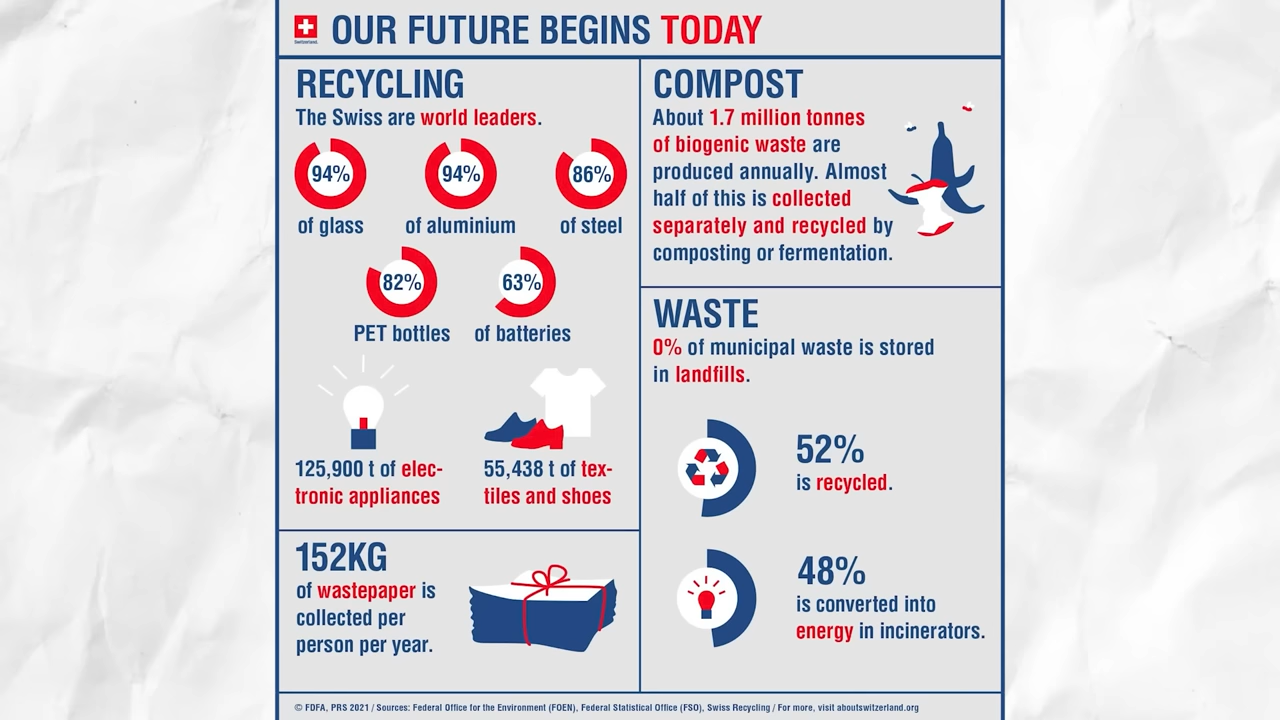 Switzerland.
OUR FUTURE BEGINS TODAY
RECYCLING
The Swiss are world leaders.
94%
of glass
94%
of aluminium
86%
of steel
82%
PET bottles
63%
of batteries
125,900 t of elec-
tronic appliances
55,438 t of tex-
tiles and shoes
152KG
of wastepaper is
collected per
person per year.
COMPOST
About 1.7 million tonnes
of biogenic waste are
produced annually. Almost
half of this is collected
separately and recycled by
composting or fermentation.
WASTE
0% of municipal waste is stored
in landfills.
52%
is recycled.
48%
is converted into
energy in incinerators.
© FDFA, PRS 2021 / Sources: Federal Office for the Environment (FOEN), Federal Statistical Office (FSO), Swiss Recycling / For more, visit aboutswitzerland.org